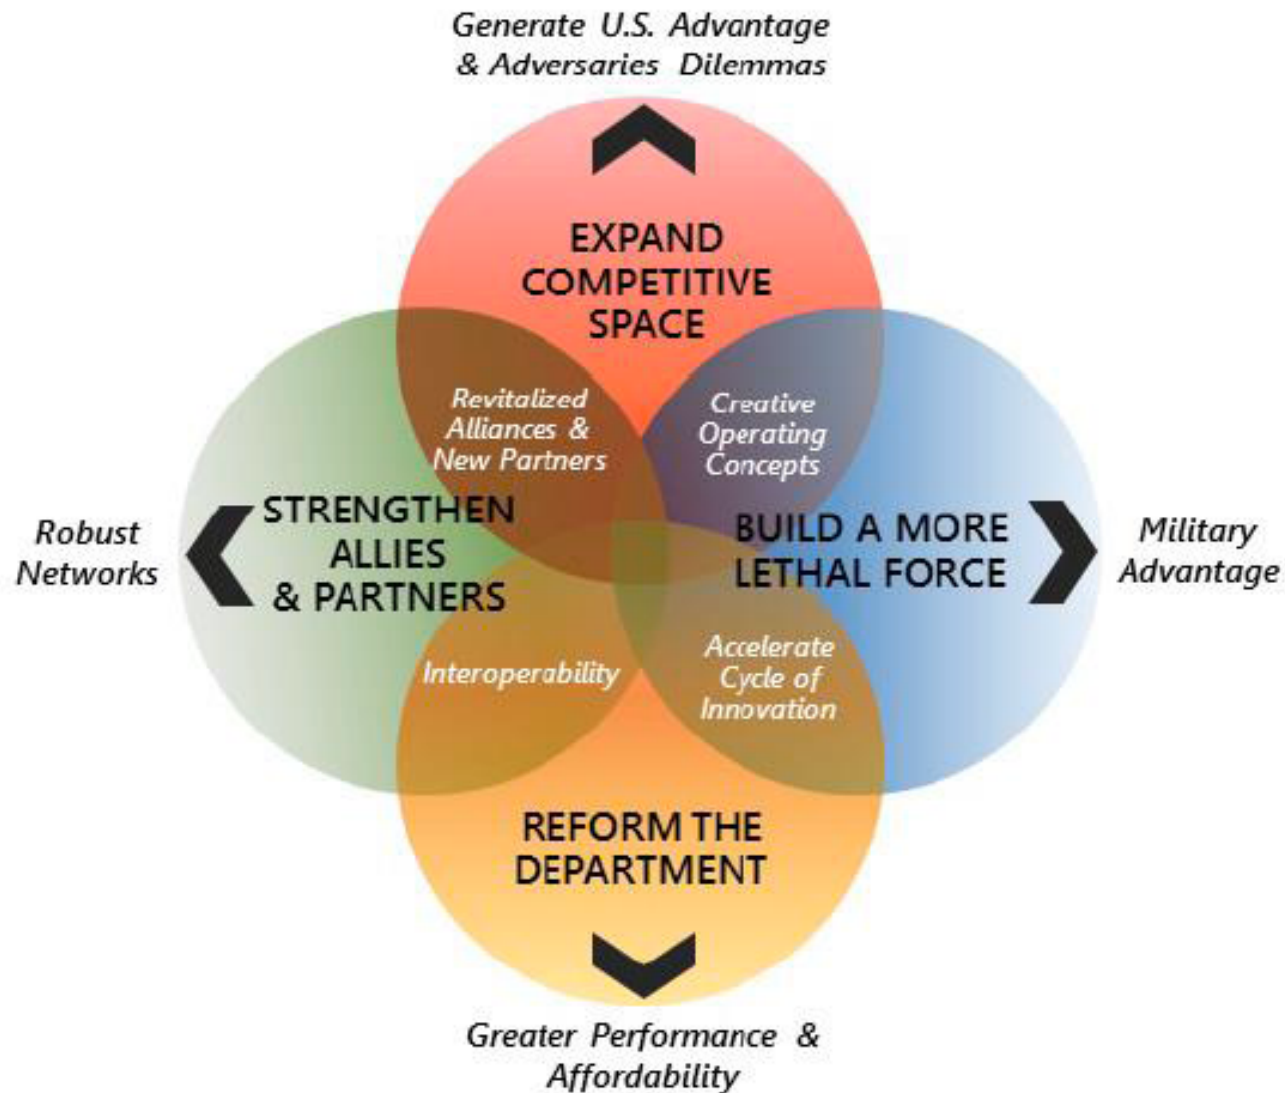 Generate U.S. Advantage
& Adversaries Dilemmas
EXPAND
COMPETITIVE
SPACE
Revitalized
Alliances &
New Partners
Creative
Operating
Concepts
Robust
Networks
STRENGTHEN
ALLIES
& PARTNERS
BUILD A MORE
LETHAL FORCE
Military
Advantage
Interoperability
Accelerate
Cycle of
Innovation
REFORM THE
DEPARTMENT
Greater Performance &
Affordability